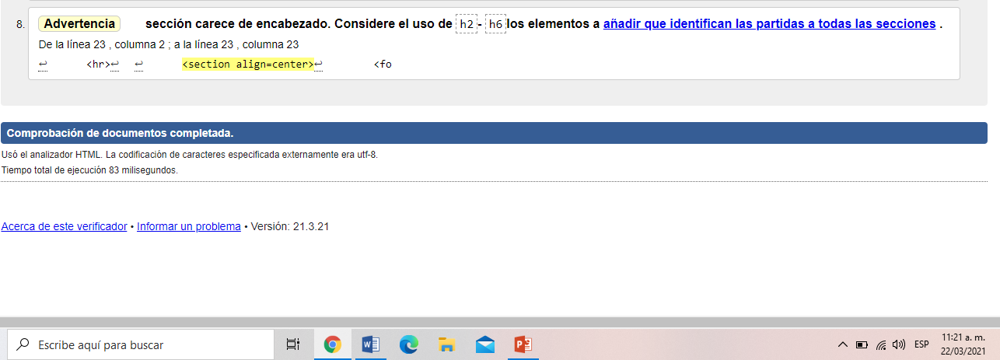 8. Advertencia sección carece de encabezado. Considere el uso de h2- h6los elementos a añadir que identifican las partidas a todas las secciones .
De la línea 23 , columna 2 ; a la línea 23 , columna 23
↩ <hr>↩ ↩ <section align=center>↩ <fo
Comprobación de documentos completada.
Usó el analizador HTML. La codificación de caracteres especificada externamente era utf-8.
Tiempo total de ejecución 83 milisegundos.
Acerca de este verificador • Informar un problema • Versión: 21.3.21
Escribe aquí para buscar
ESP
11:21 a. m.
22/03/2021